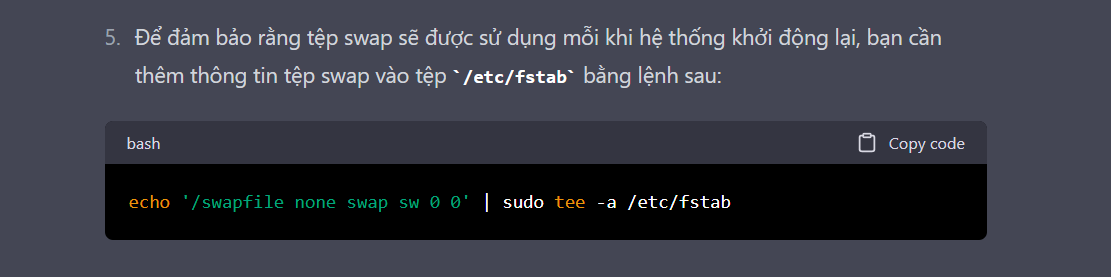 5. Để đảm bảo rằng tệp swap sẽ được sử dụng mỗi khi hệ thống khởi động lại, bạn cần
thêm thông tin tệp swap vào tệp `/etc/fstab` bằng lệnh sau:
bash
Copy code
echo '/swapfile none swap sw 0 0' | sudo tee -a /etc/fstab